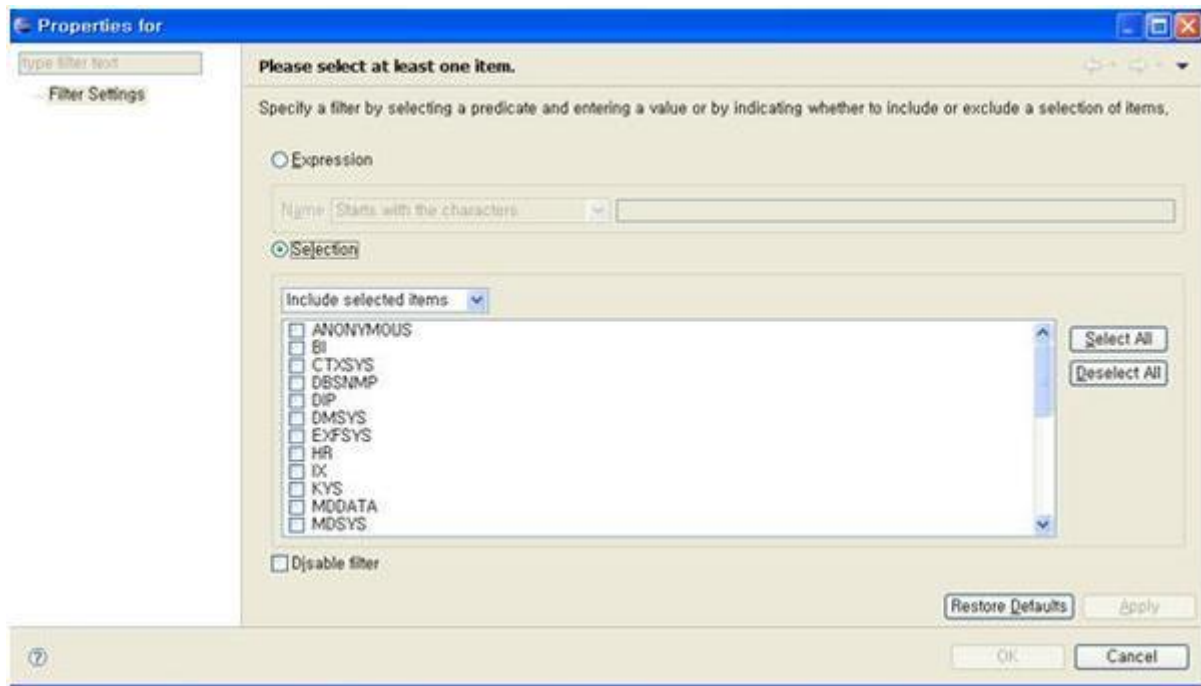 Properties for
type filter text
Filter Settings
Please select at least one item.
Specify a filter by selecting a predicate and entering a value or by indicating whether to include or exclude a selection of items,
Expression
Name Starts with the characters
Selection
Include selected items
ANONYMOUS
BI
CTXSYS
DBSNMP
DIP
DMSYS
EXFSYS
HR
IX
KYS
MDDATA
MDSYS
Select All
Deselect All
Disable filter
Restore Defaults
Apply
OK
Cancel